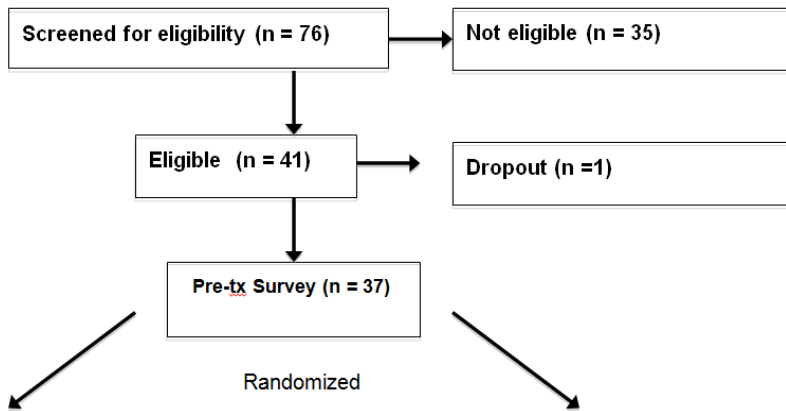 Screened for eligibility (n = 76)
Not eligible (n = 35)
Eligible (n = 41)
Dropout (n =1)
Pre-tx Survey (n = 37)
Randomized